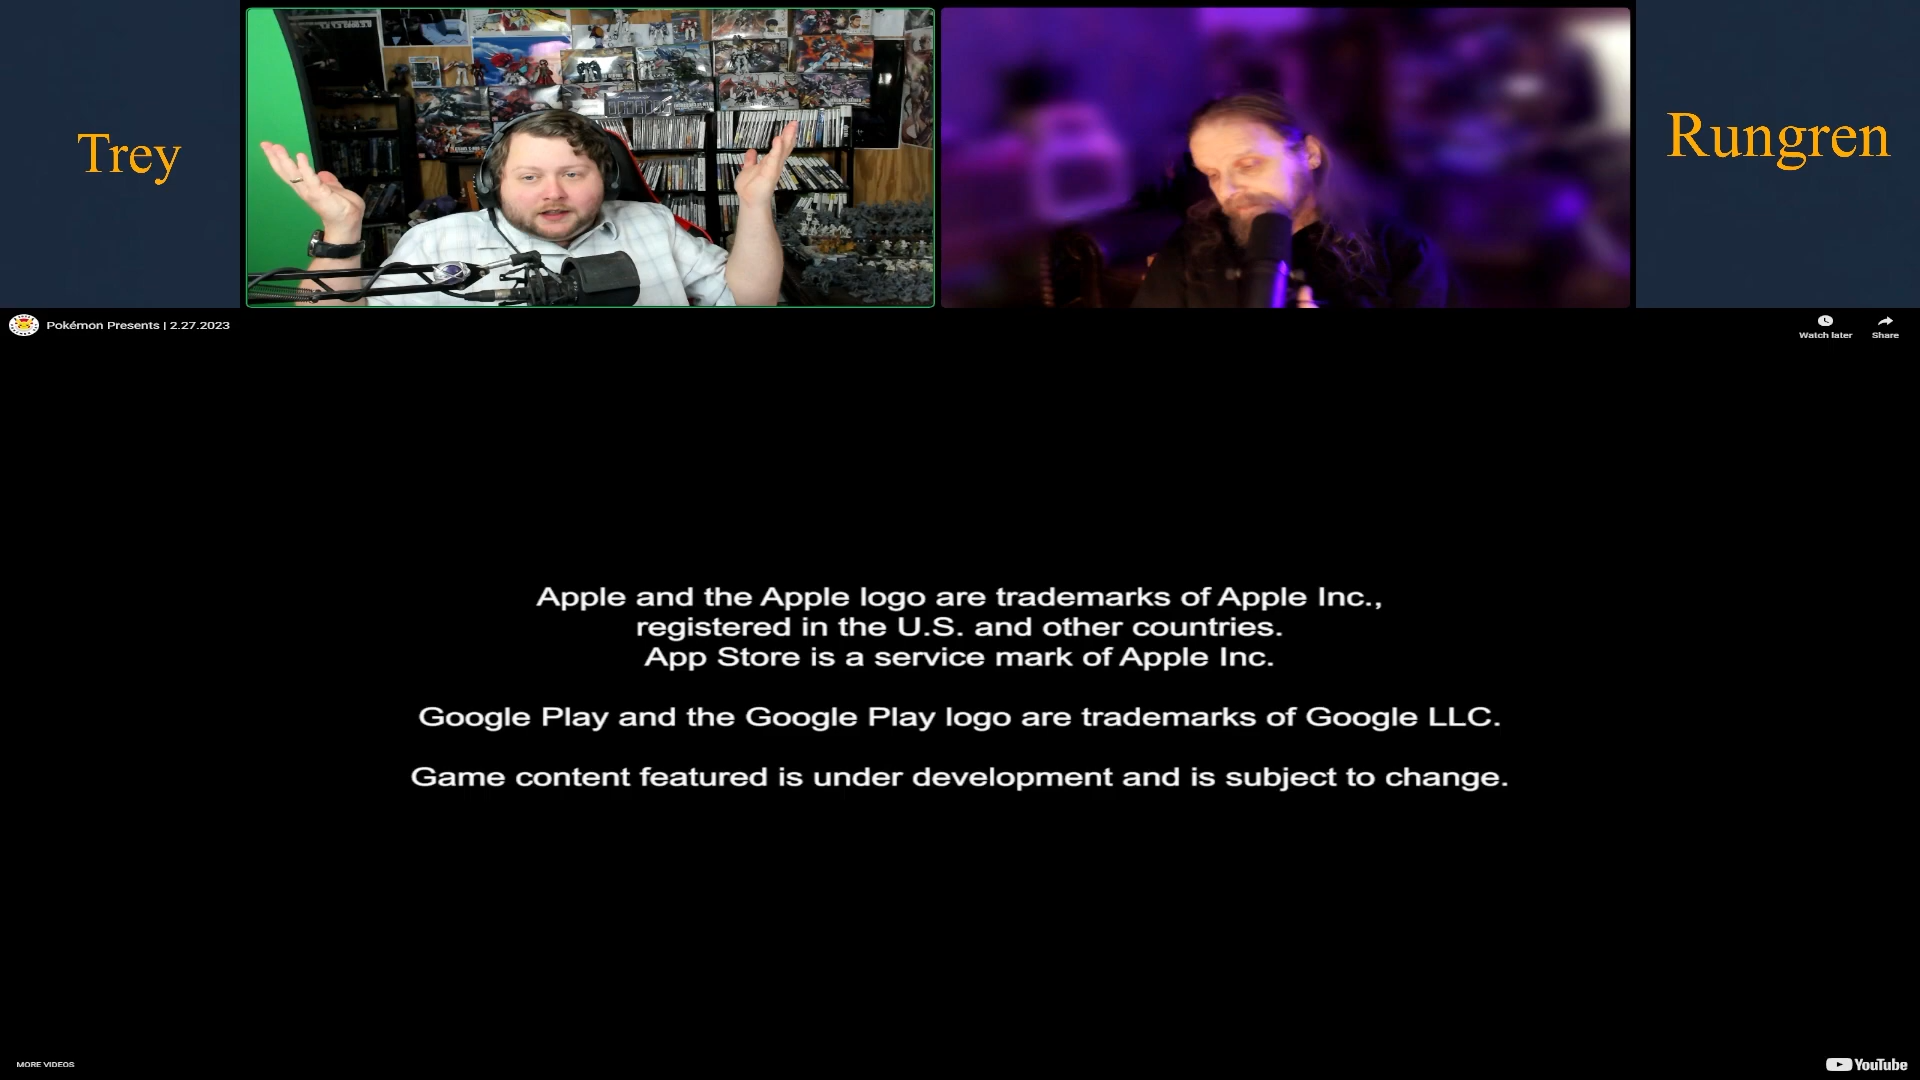 Trey
Rungren
Pokémon Presents | 2.27.2023
Watch later
Share
Apple and the Apple logo are trademarks of Apple Inc.,
registered in the U.S. and other countries.
App Store is a service mark of Apple Inc.
Google Play and the Google Play logo are trademarks of Google LLC.
Game content featured is under development and is subject to change.
MORE VIDEOS
YouTube